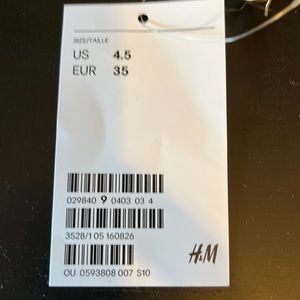 SIZE/TAILLE
US 4.5
EUR 35
029840 9 0403 03 4
3528/1 05 160826
H&M
OU 0593808 007 S10